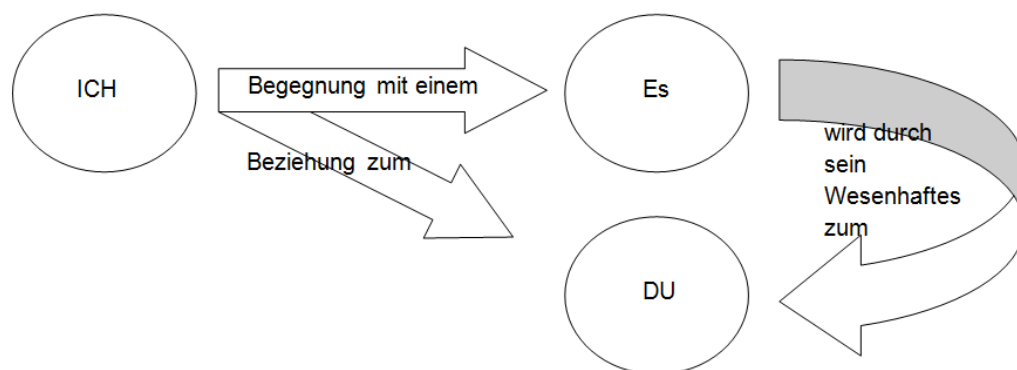 ICH
Begegnung mit einem
Es
Beziehung zum
wird durch
sein
Wesenhaftes
zum
DU